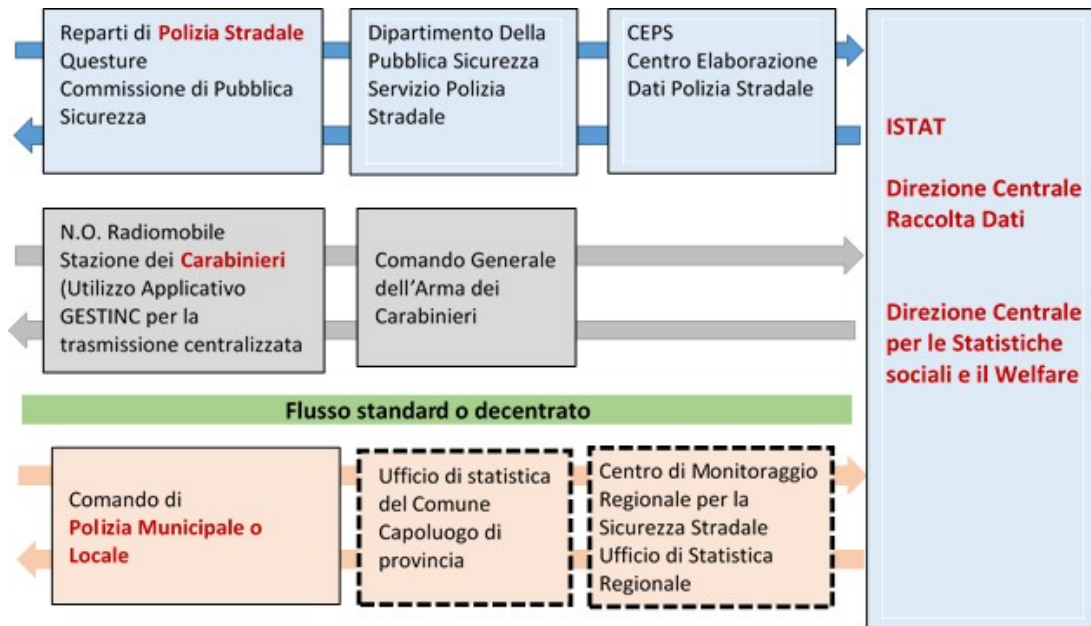 Reparti di Polizia Stradale
Questure
Commissione di Pubblica
Sicurezza
Dipartimento Della
Pubblica Sicurezza
Servizio Polizia
Stradale
CEPS
Centro Elaborazione
Dati Polizia Stradale
N.O. Radiomobile
Stazione dei Carabinieri
(Utilizzo Applicativo
GESTINC per la
trasmissione centralizzata
Comando Generale
dell'Arma dei
Carabinieri
Flusso standard o decentrato
Comando di
Polizia Municipale o
Locale
Ufficio di statistica
del Comune
Capoluogo di
provincia
Centro di Monitoraggio
Regionale per la
Sicurezza Stradale
Ufficio di Statistica
Regionale
ISTAT
Direzione Centrale
Raccolta Dati
Direzione Centrale
per le Statistiche
sociali e il Welfare